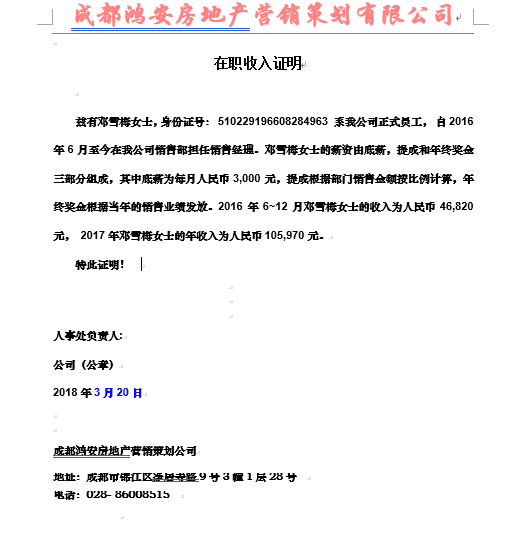 成都鸿安房地产营销策划有限公司
在职收入证明
兹有邓雪梅女士，身份证号： 510229196608284963 系我公司正式员工， 自 2016
年 6 月至今在我公司销售部担任销售经理。邓雪梅女士的薪资由底薪，提成和年终奖金
三部分组成，其中底薪为每月人民币 3,000 元，提成根据部门销售金额按比例计算，年
终奖金根据当年的销售业绩发放。2016 年 6~12 月邓雪梅女士的收入为人民币 46,820
元， 2017 年邓雪梅女士的年收入为人民币 105,970 元。
特此证明！
人事处负责人:
公司（公章）
2018 年 3 月 20 日
成都鸿安房地产营销策划公司
地址：成都市锦江区 9 号 3 幢 1 层 28 号
电话：028- 86008515